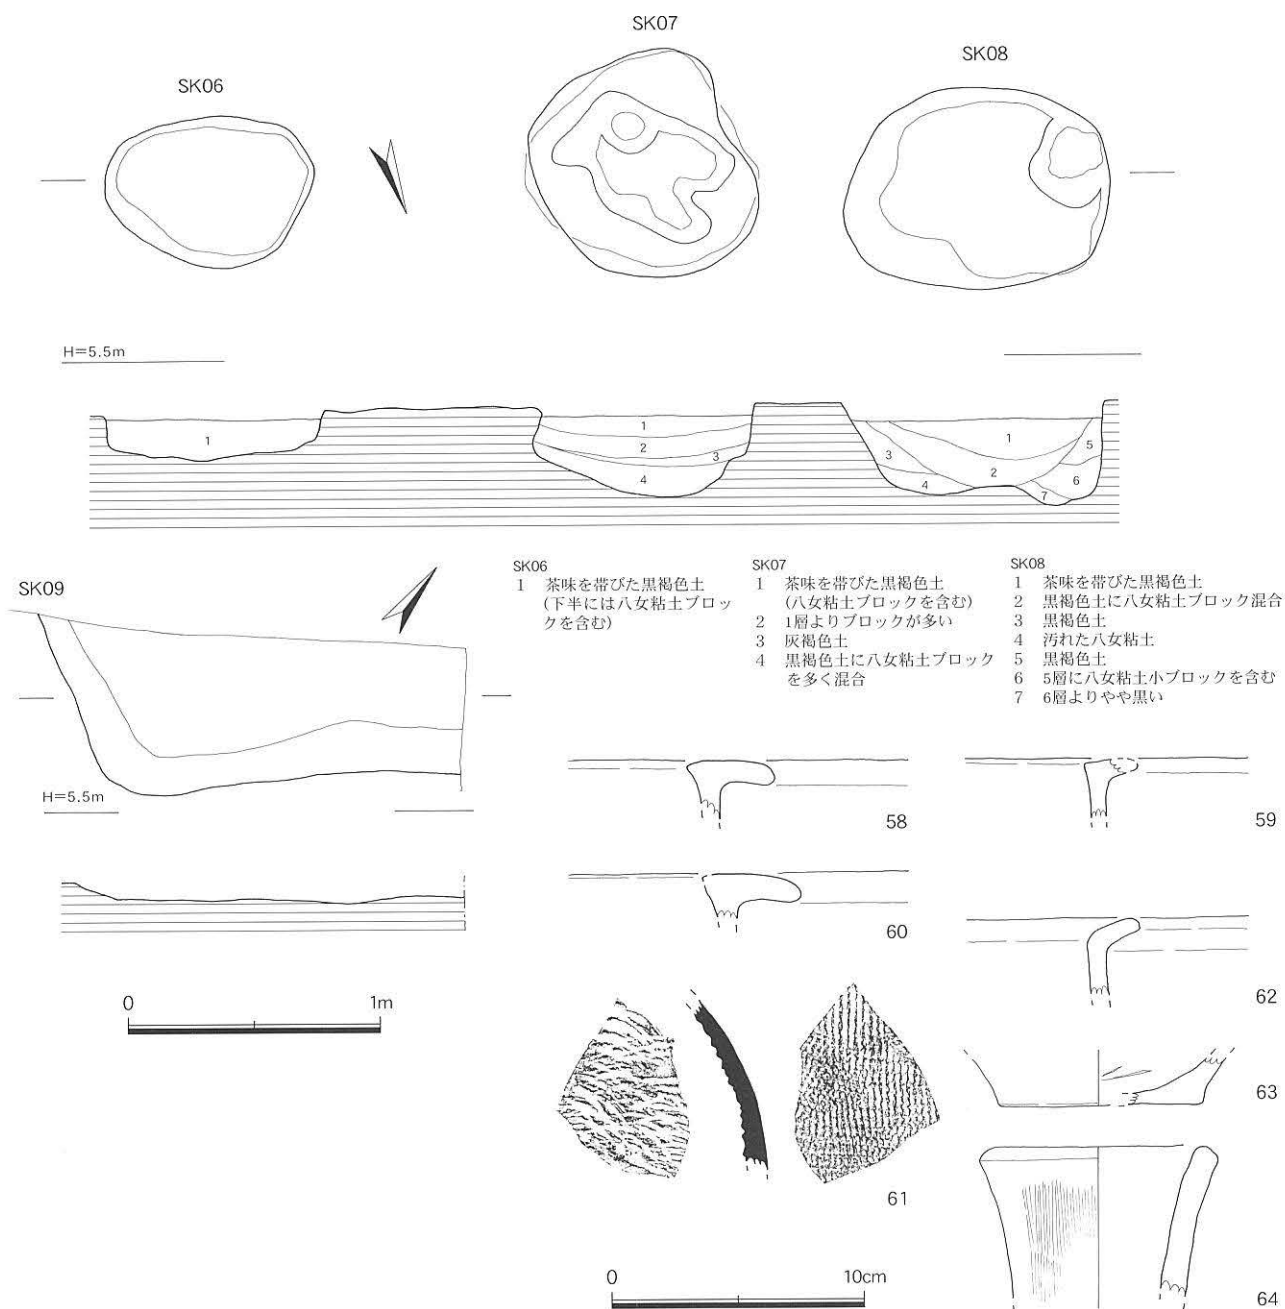 SK06
SK07
SK08
H=5.5m
1
1
2
3
4
1
2
3
4
5
6
7
SK09
H=5.5m
0 1m
SK06
1 茶味を帯びた黒褐色土
(下半には八女粘土ブロッ
クを含む)
SK07
1 茶味を帯びた黒褐色土
(八女粘土ブロックを含む)
2 1層よりブロックが多い
3 灰褐色土
4 黒褐色土に八女粘土ブロック
を多く混合
SK08
1 茶味を帯びた黒褐色土
2 黒褐色土に八女粘土ブロック混合
3 黒褐色土
4 汚れた八女粘土
5 黒褐色土
6 5層に八女粘土小ブロックを含む
7 6層よりやや黒い
58
59
60
61
62
63
64
0 10cm